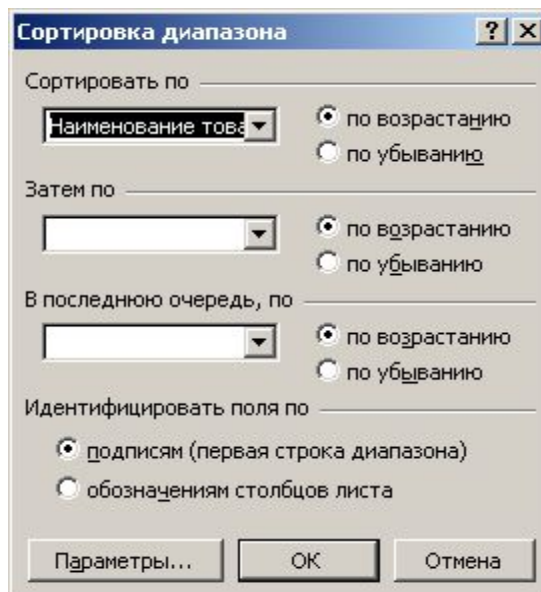 Сортировка диапазона
Сортировать по
Наименование това
по возрастанию
по убыванию
Затем по
по возрастанию
по убыванию
В последнюю очередь, по
по возрастанию
по убыванию
Идентифицировать поля по
подписям (первая строка диапазона)
обозначениям столбцов листа
Параметры... ОК Отмена